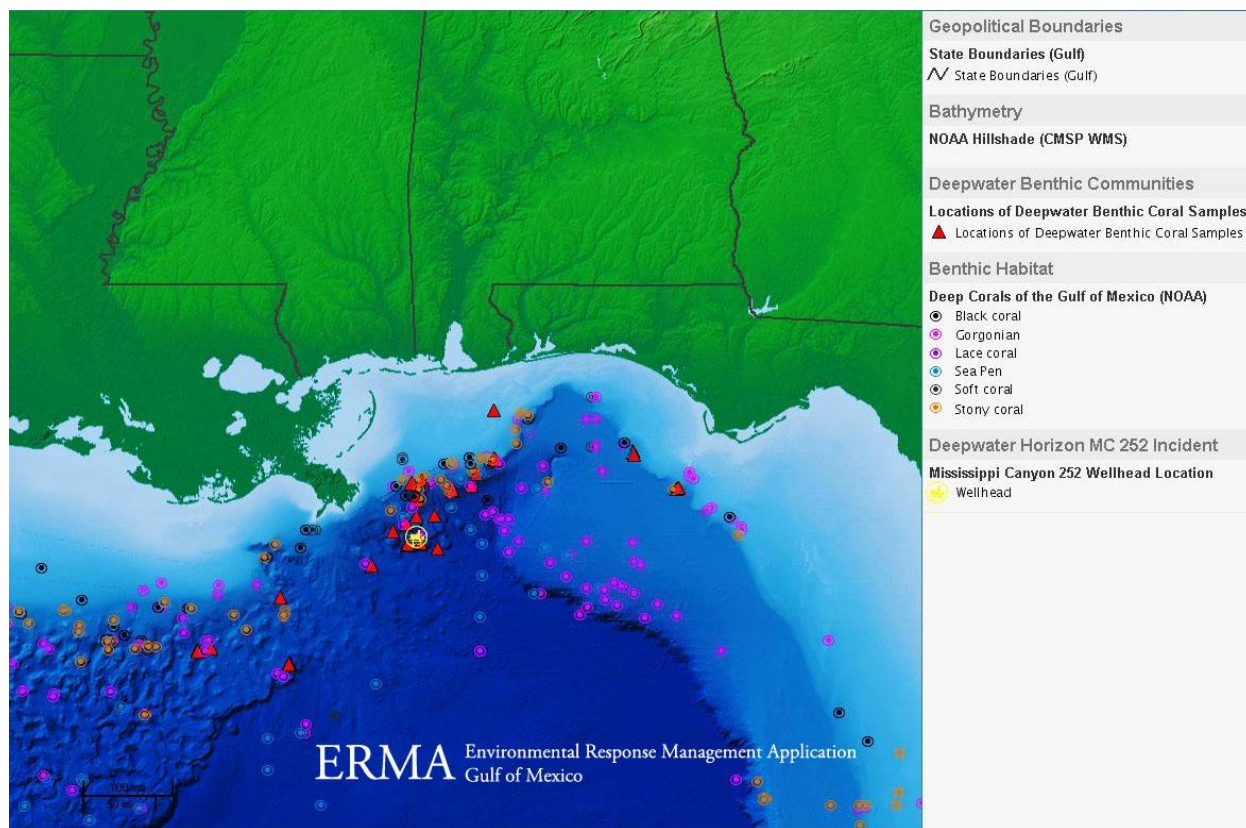 Geopolitical Boundaries
State Boundaries (Gulf)
State Boundaries (Gulf)
Bathymetry
NOAA Hillshade (CMSP WMS)
Deepwater Benthic Communities
Locations of Deepwater Benthic Coral Samples
Locations of Deepwater Benthic Coral Samples
Benthic Habitat
Deep Corals of the Gulf of Mexico (NOAA)
Black coral
Gorgonian
Lace coral
Sea Pen
Soft coral
Stony coral
Deepwater Horizon MC 252 Incident
Mississippi Canyon 252 Wellhead Location
Wellhead
ERMA Environmental Response Management Application
Gulf of Mexico
100km
50 mi